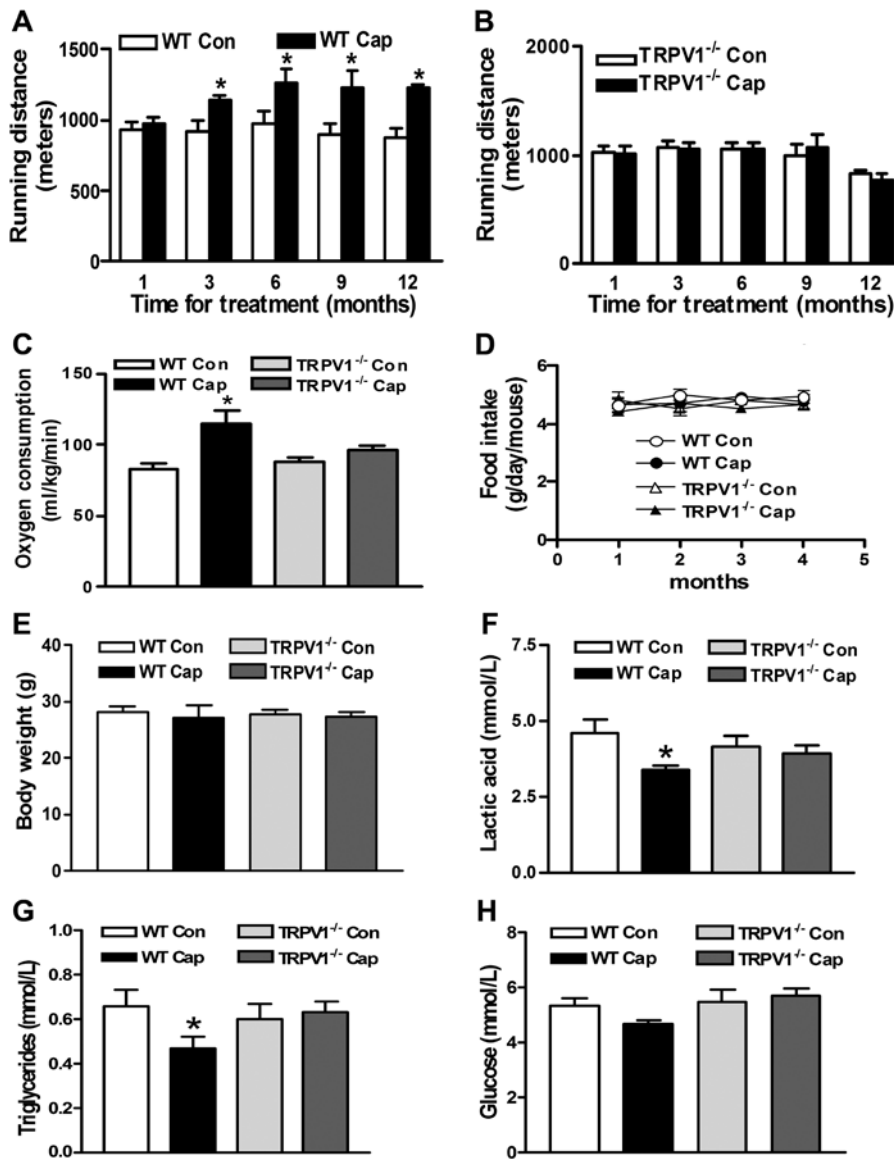 A
WT Con WT Cap
Running distance
(meters)
1500
1000
500
0
* * * *
1 3 6 9 12
Time for treatment (months)
B
TRPV1-/- Con
TRPV1-/- Cap
Running distance
(meters)
2000
1000
0
1 3 6 9 12
Time for treatment (months)
C
WT Con TRPV1-/- Con
WT Cap TRPV1-/- Cap
Oxygen consumption
(ml/kg/min)
150
100
50
0
*
D
Food intake
(g/day/mouse)
6
4
2
0
WT Con
WT Cap
TRPV1-/- Con
TRPV1-/- Cap
0 1 2 3 4 5
months
E
WT Con TRPV1-/- Con
WT Cap TRPV1-/- Cap
Body weight (g)
40
30
20
10
0
F
WT Con TRPV1-/- Con
WT Cap TRPV1-/- Cap
Lactic acid (mmol/L)
7.5
5.0
2.5
0.0
*
G
WT Con TRPV1-/- Con
WT Cap TRPV1-/- Cap
Triglycerides (mmol/L)
1.0
0.8
0.6
0.4
0.2
0.0
*
H
WT Con TRPV1-/- Con
WT Cap TRPV1-/- Cap
Glucose (mmol/L)
8
6
4
2
0